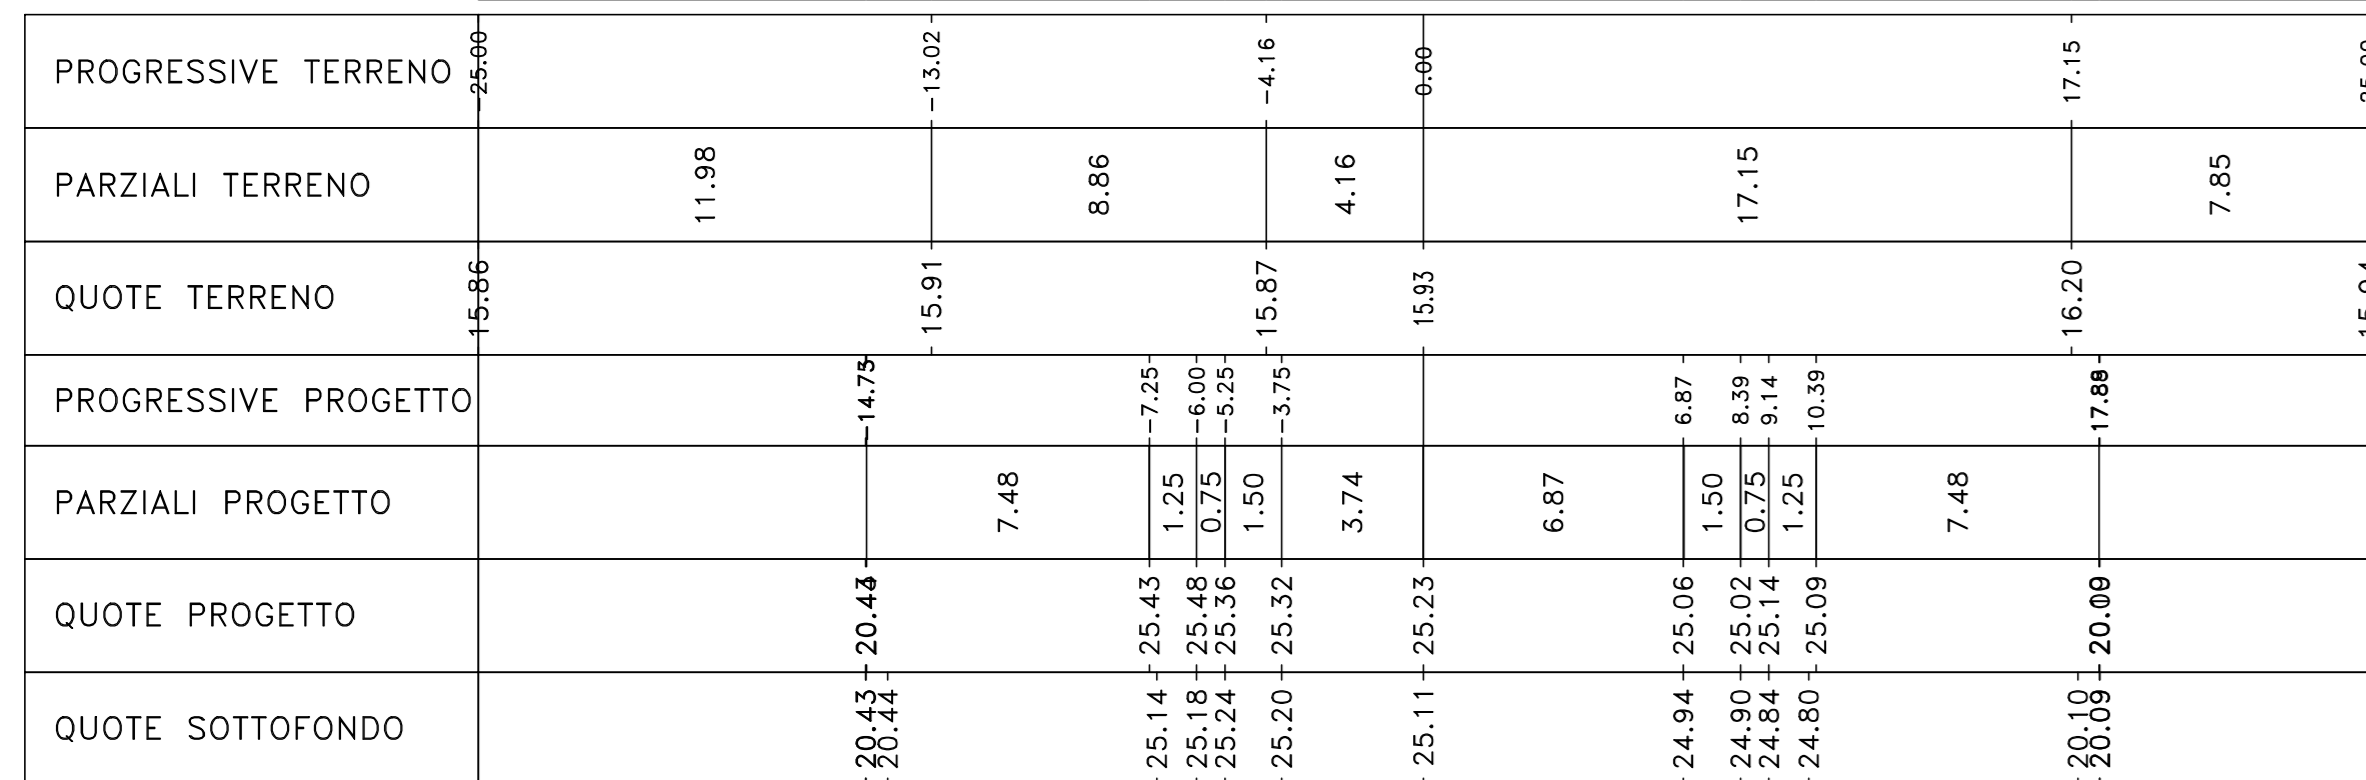 PROGRESSIVE TERRENO -25.00 -13.02 -4.16 0.00 17.15
PARZIALI TERRENO 11.98 8.86 4.16 17.15 7.85
QUOTE TERRENO 15.86 15.91 15.87 15.93 16.20
PROGRESSIVE PROGETTO -7.25 -6.00 -5.25 -3.75 6.87 8.39 9.14 10.39
PARZIALI PROGETTO 7.48 1.25 0.75 1.50 3.74 6.87 1.50 0.75 1.25 7.48
QUOTE PROGETTO 25.43 25.48 25.36 25.32 25.23 25.06 25.02 25.14 25.09
QUOTE SOTTOFONDO 20.43 20.44 25.14 25.18 25.24 25.20 25.11 24.94 24.90 24.84 24.80 20.10 20.09